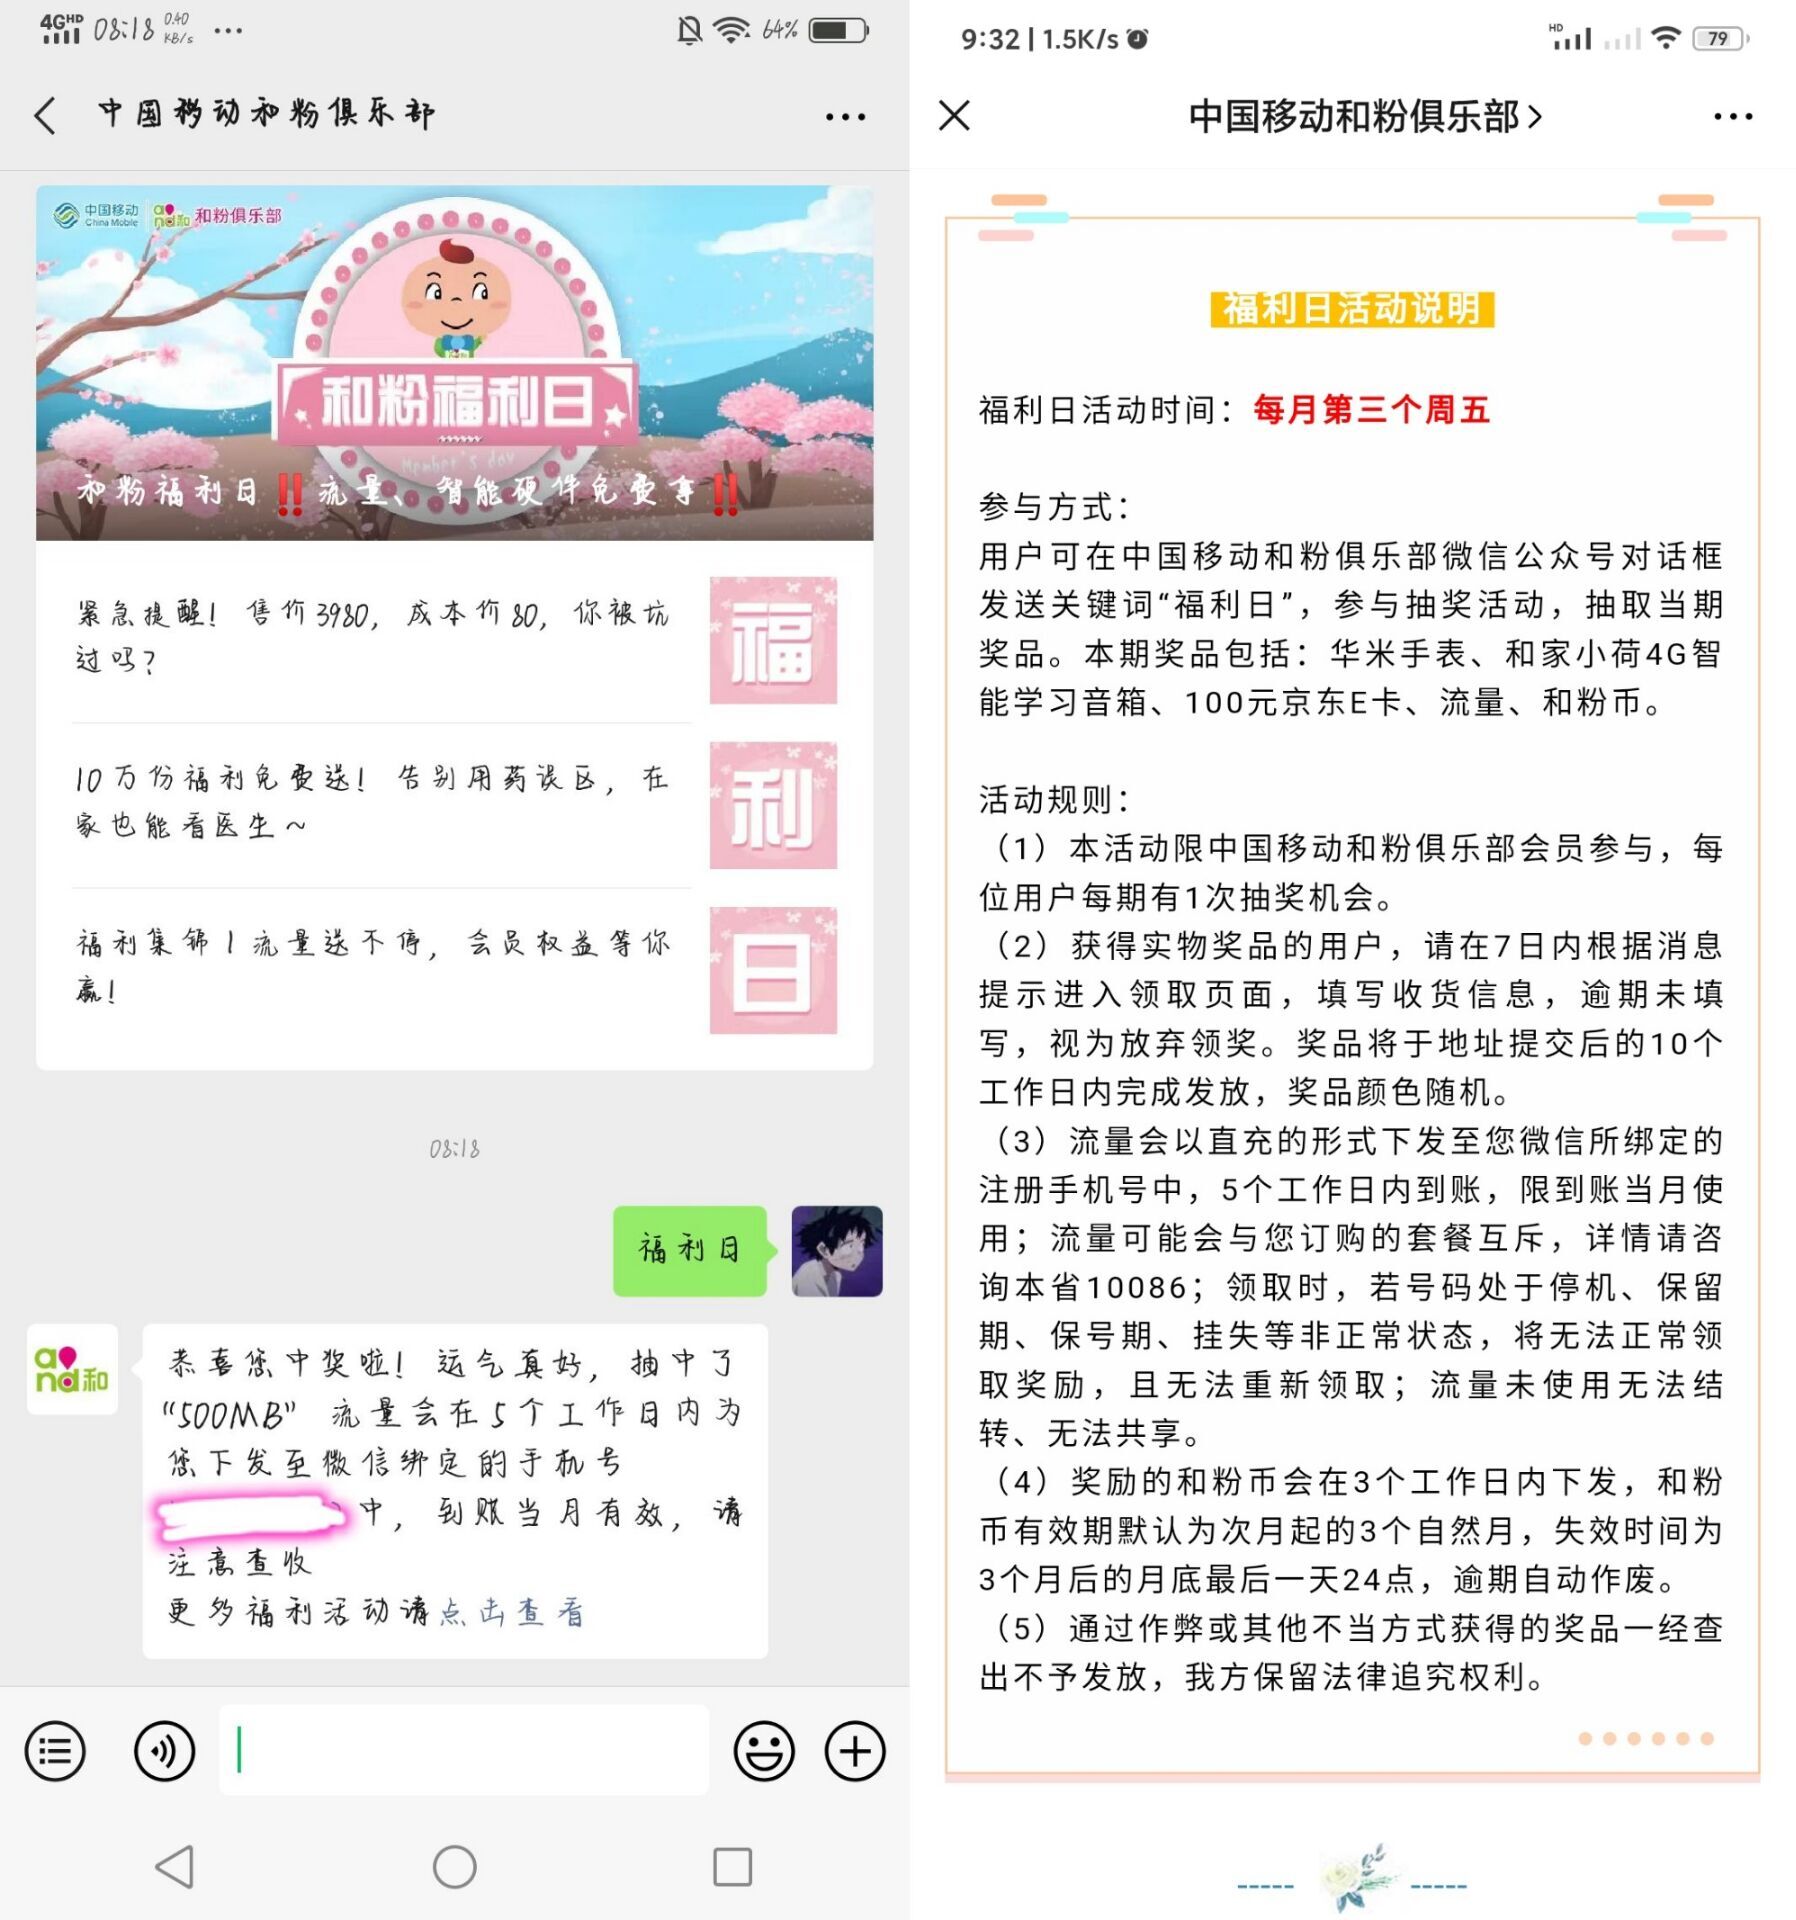 4GHD 08:18 0.40 KB/s ... 64%
中国移动和粉俱乐部
中国移动 China Mobile and和 和粉俱乐部
和粉福利日
Member's day
和粉福利日‼️流量、智能硬件免费拿‼️
紧急提醒！售价3980，成本价80，你被坑
过吗？
福
10万份福利免费送！告别用药误区，在
家也能看医生~
利
福利集锦 | 流量送不停，会员权益等你
赢！
日
08:18
福利日
and和
恭喜您中奖啦！运气真好，抽中了
“500MB” 流量会在5个工作日内为
您下发至微信绑定的手机号
中，到账当月有效，请
注意查收
更多福利活动请点击查看
9:32 | 1.5K/s HD 79
中国移动和粉俱乐部>
福利日活动说明
福利日活动时间：每月第三个周五
参与方式：
用户可在中国移动和粉俱乐部微信公众号对话框
发送关键词“福利日”，参与抽奖活动，抽取当期
奖品。本期奖品包括：华米手表、和家小荷4G智
能学习音箱、100元京东E卡、流量、和粉币。
活动规则：
（1）本活动限中国移动和粉俱乐部会员参与，每
位用户每期有1次抽奖机会。
（2）获得实物奖品的用户，请在7日内根据消息
提示进入领取页面，填写收货信息，逾期未填
写，视为放弃领奖。奖品将于地址提交后的10个
工作日内完成发放，奖品颜色随机。
（3）流量会以直充的形式下发至您微信所绑定的
注册手机号中，5个工作日内到账，限到账当月使
用；流量可能会与您订购的套餐互斥，详情请咨
询本省10086；领取时，若号码处于停机、保留
期、保号期、挂失等非正常状态，将无法正常领
取奖励，且无法重新领取；流量未使用无法结
转、无法共享。
（4）奖励的和粉币会在3个工作日内下发，和粉
币有效期默认为次月起的3个自然月，失效时间为
3个月后的月底最后一天24点，逾期自动作废。
（5）通过作弊或其他不当方式获得的奖品一经查
出不予发放，我方保留法律追究权利。